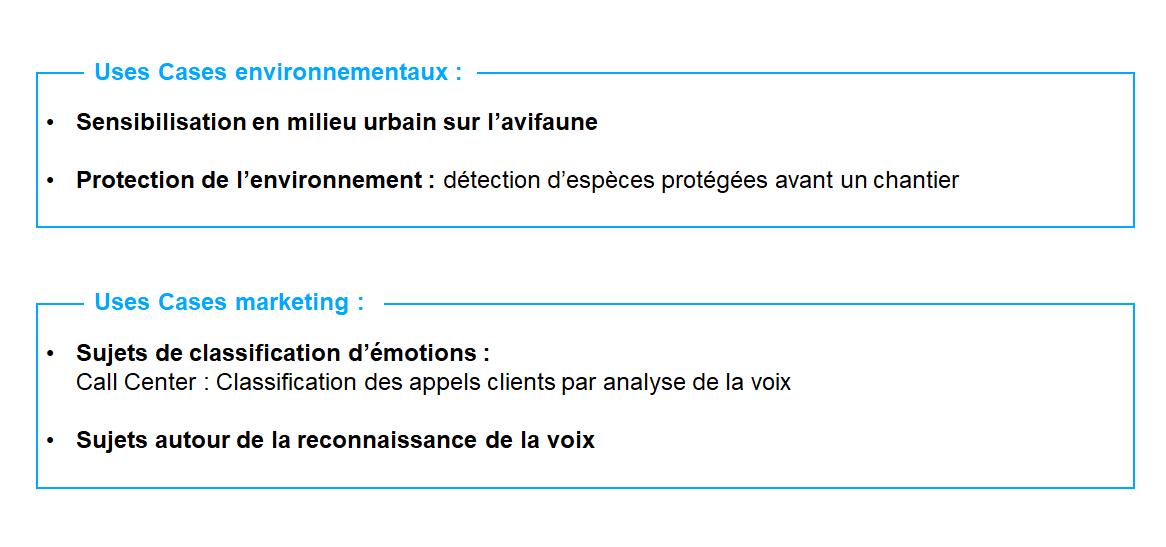 Uses Cases environnementaux :
• Sensibilisation en milieu urbain sur l’avifaune
• Protection de l’environnement : détection d’espèces protégées avant un chantier
Uses Cases marketing :
• Sujets de classification d’émotions :
Call Center : Classification des appels clients par analyse de la voix
• Sujets autour de la reconnaissance de la voix